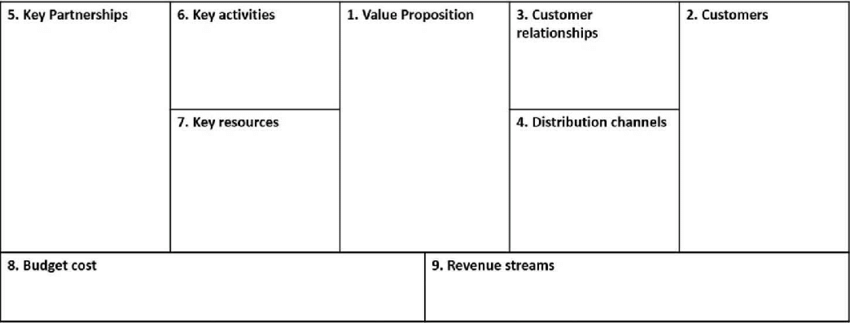 5. Key Partnerships
6. Key activities
7. Key resources
1. Value Proposition
3. Customer
relationships
4. Distribution channels
2. Customers
8. Budget cost
9. Revenue streams